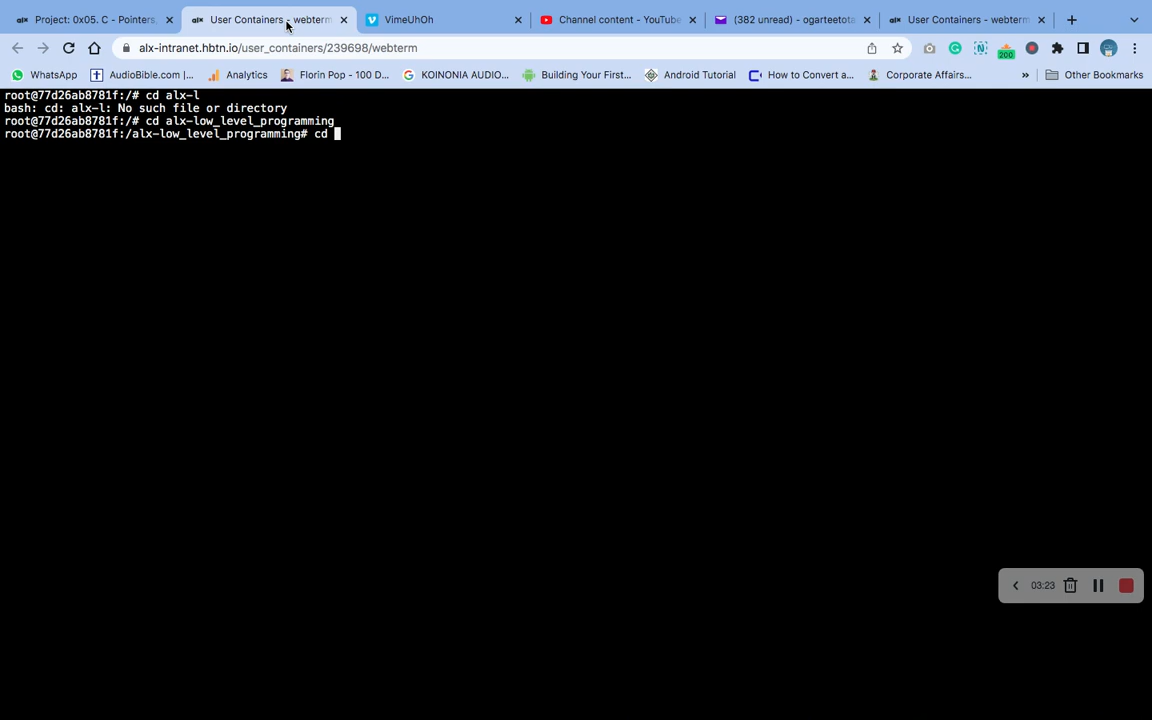 Project: 0x05. C - Pointers,
User Containers - webterm
VimeUhOh
Channel content - YouTube
(382 unread) - ogarteetota
User Containers - webterm
alx-intranet.hbtn.io/user_containers/239698/webterm
200
WhatsApp
AudioBible.com |...
Analytics
Florin Pop - 100 D...
KOINONIA AUDIO...
Building Your First...
Android Tutorial
How to Convert a...
Corporate Affairs...
»
Other Bookmarks
root@77d26ab8781f:/# cd alx-l
bash: cd: alx-l: No such file or directory
root@77d26ab8781f:/# cd alx-low_level_programming
root@77d26ab8781f:/alx-low_level_programming# cd
03:23